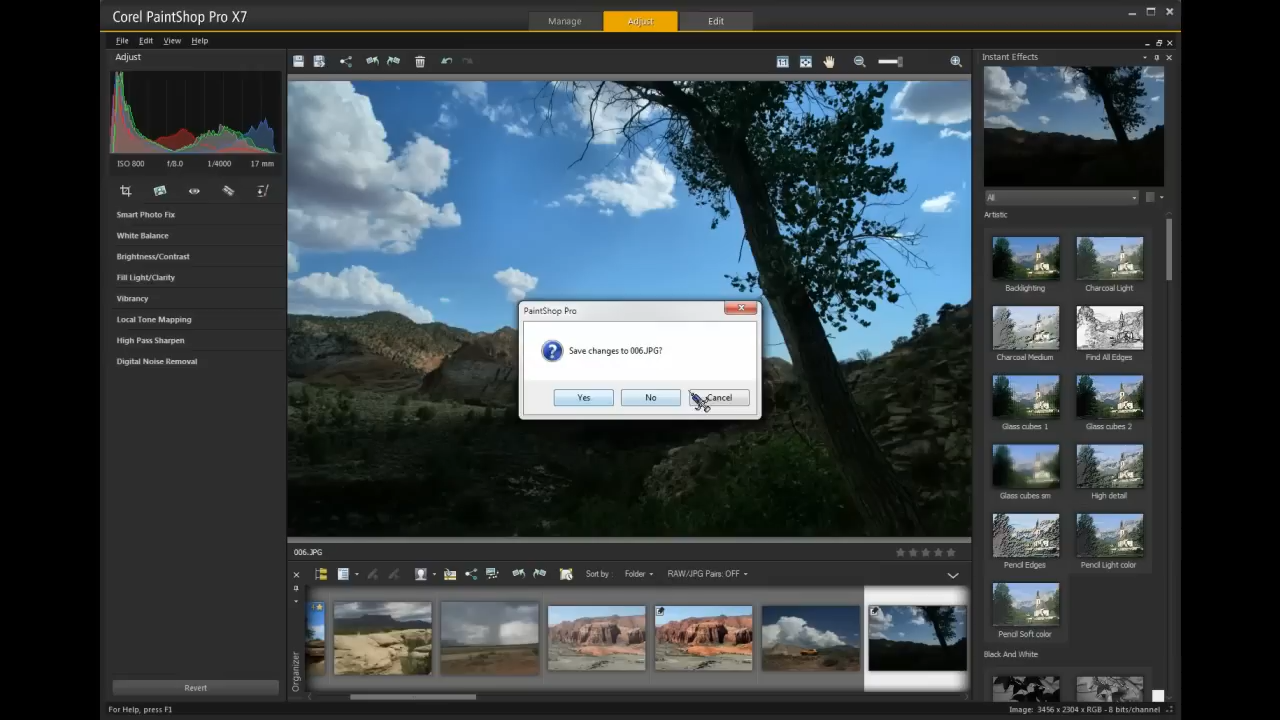 Corel PaintShop Pro X7
Manage
Adjust
Edit
File Edit View Help
Adjust
ISO 800 f/8.0 1/4000 17 mm
Smart Photo Fix
White Balance
Brightness/Contrast
Fill Light/Clarity
Vibrancy
Local Tone Mapping
High Pass Sharpen
Digital Noise Removal
Revert
For Help, press F1
PaintShop Pro
Save changes to 006.JPG?
Yes
No
Cancel
006.JPG
Sort by : Folder RAW/JPG Pairs: OFF
Organizer
Instant Effects
All
Artistic
Backlighting
Charcoal Light
Charcoal Medium
Find All Edges
Glass cubes 1
Glass cubes 2
Glass cubes sm
High detail
Pencil Edges
Pencil Light color
Pencil Soft color
Black And White
Image: 3456 x 2304 x RGB - 8 bits/channel